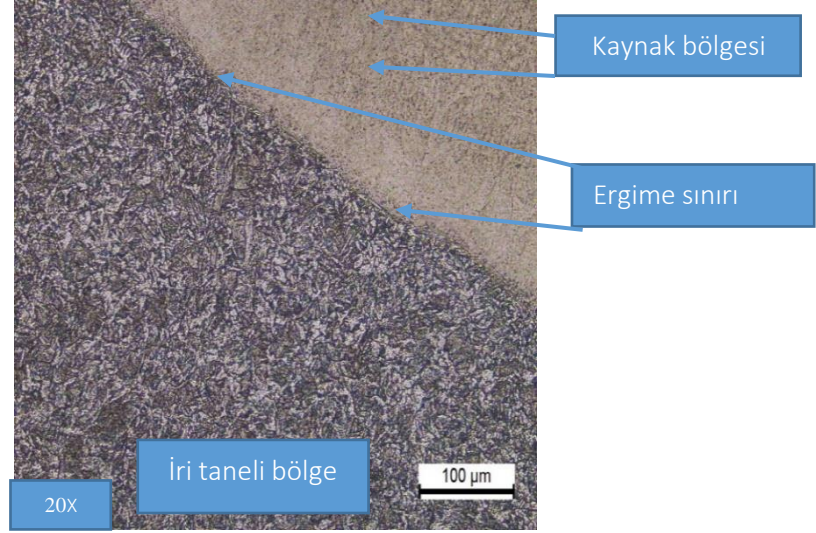 Kaynak bölgesi
Ergime sınırı
İri taneli bölge
100 µm
20X